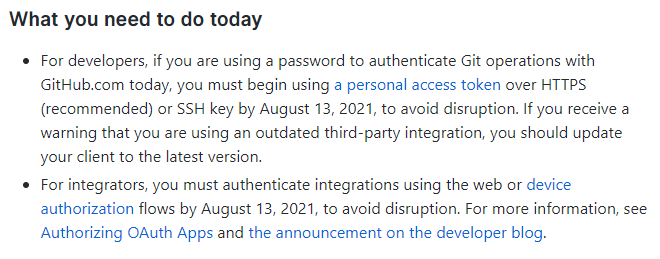 What you need to do today
For developers, if you are using a password to authenticate Git operations with
GitHub.com today, you must begin using a personal access token over HTTPS
(recommended) or SSH key by August 13, 2021, to avoid disruption. If you receive a
warning that you are using an outdated third-party integration, you should update
your client to the latest version.
For integrators, you must authenticate integrations using the web or device
authorization flows by August 13, 2021, to avoid disruption. For more information, see
Authorizing OAuth Apps and the announcement on the developer blog.